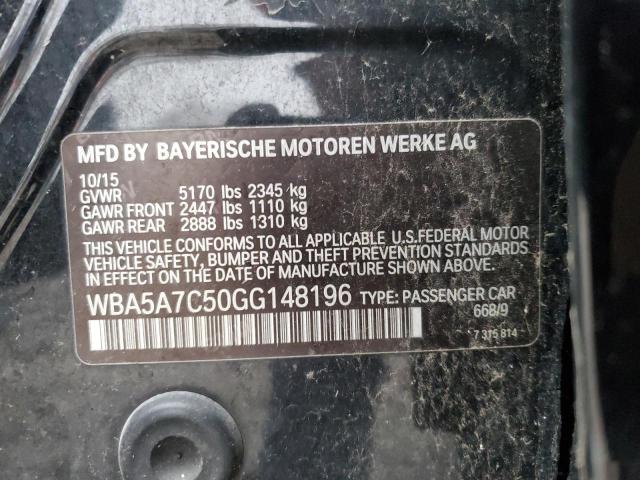 MFD BY BAYERISCHE MOTOREN WERKE AG
10/15
GVWR 5170 lbs 2345 kg
GAWR FRONT 2447 lbs 1110 kg
GAWR REAR 2888 lbs 1310 kg
THIS VEHICLE CONFORMS TO ALL APPLICABLE U.S.FEDERAL MOTOR
VEHICLE SAFETY, BUMPER AND THEFT PREVENTION STANDARDS
IN EFFECT ON THE DATE OF MANUFACTURE SHOWN ABOVE.
WBA5A7C50GG148196 TYPE: PASSENGER CAR
668/9
7 315 814